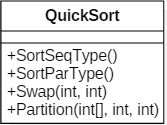 QuickSort
+SortSeqType()
+SortParType()
+Swap(int, int)
+Partition(int[], int, int)